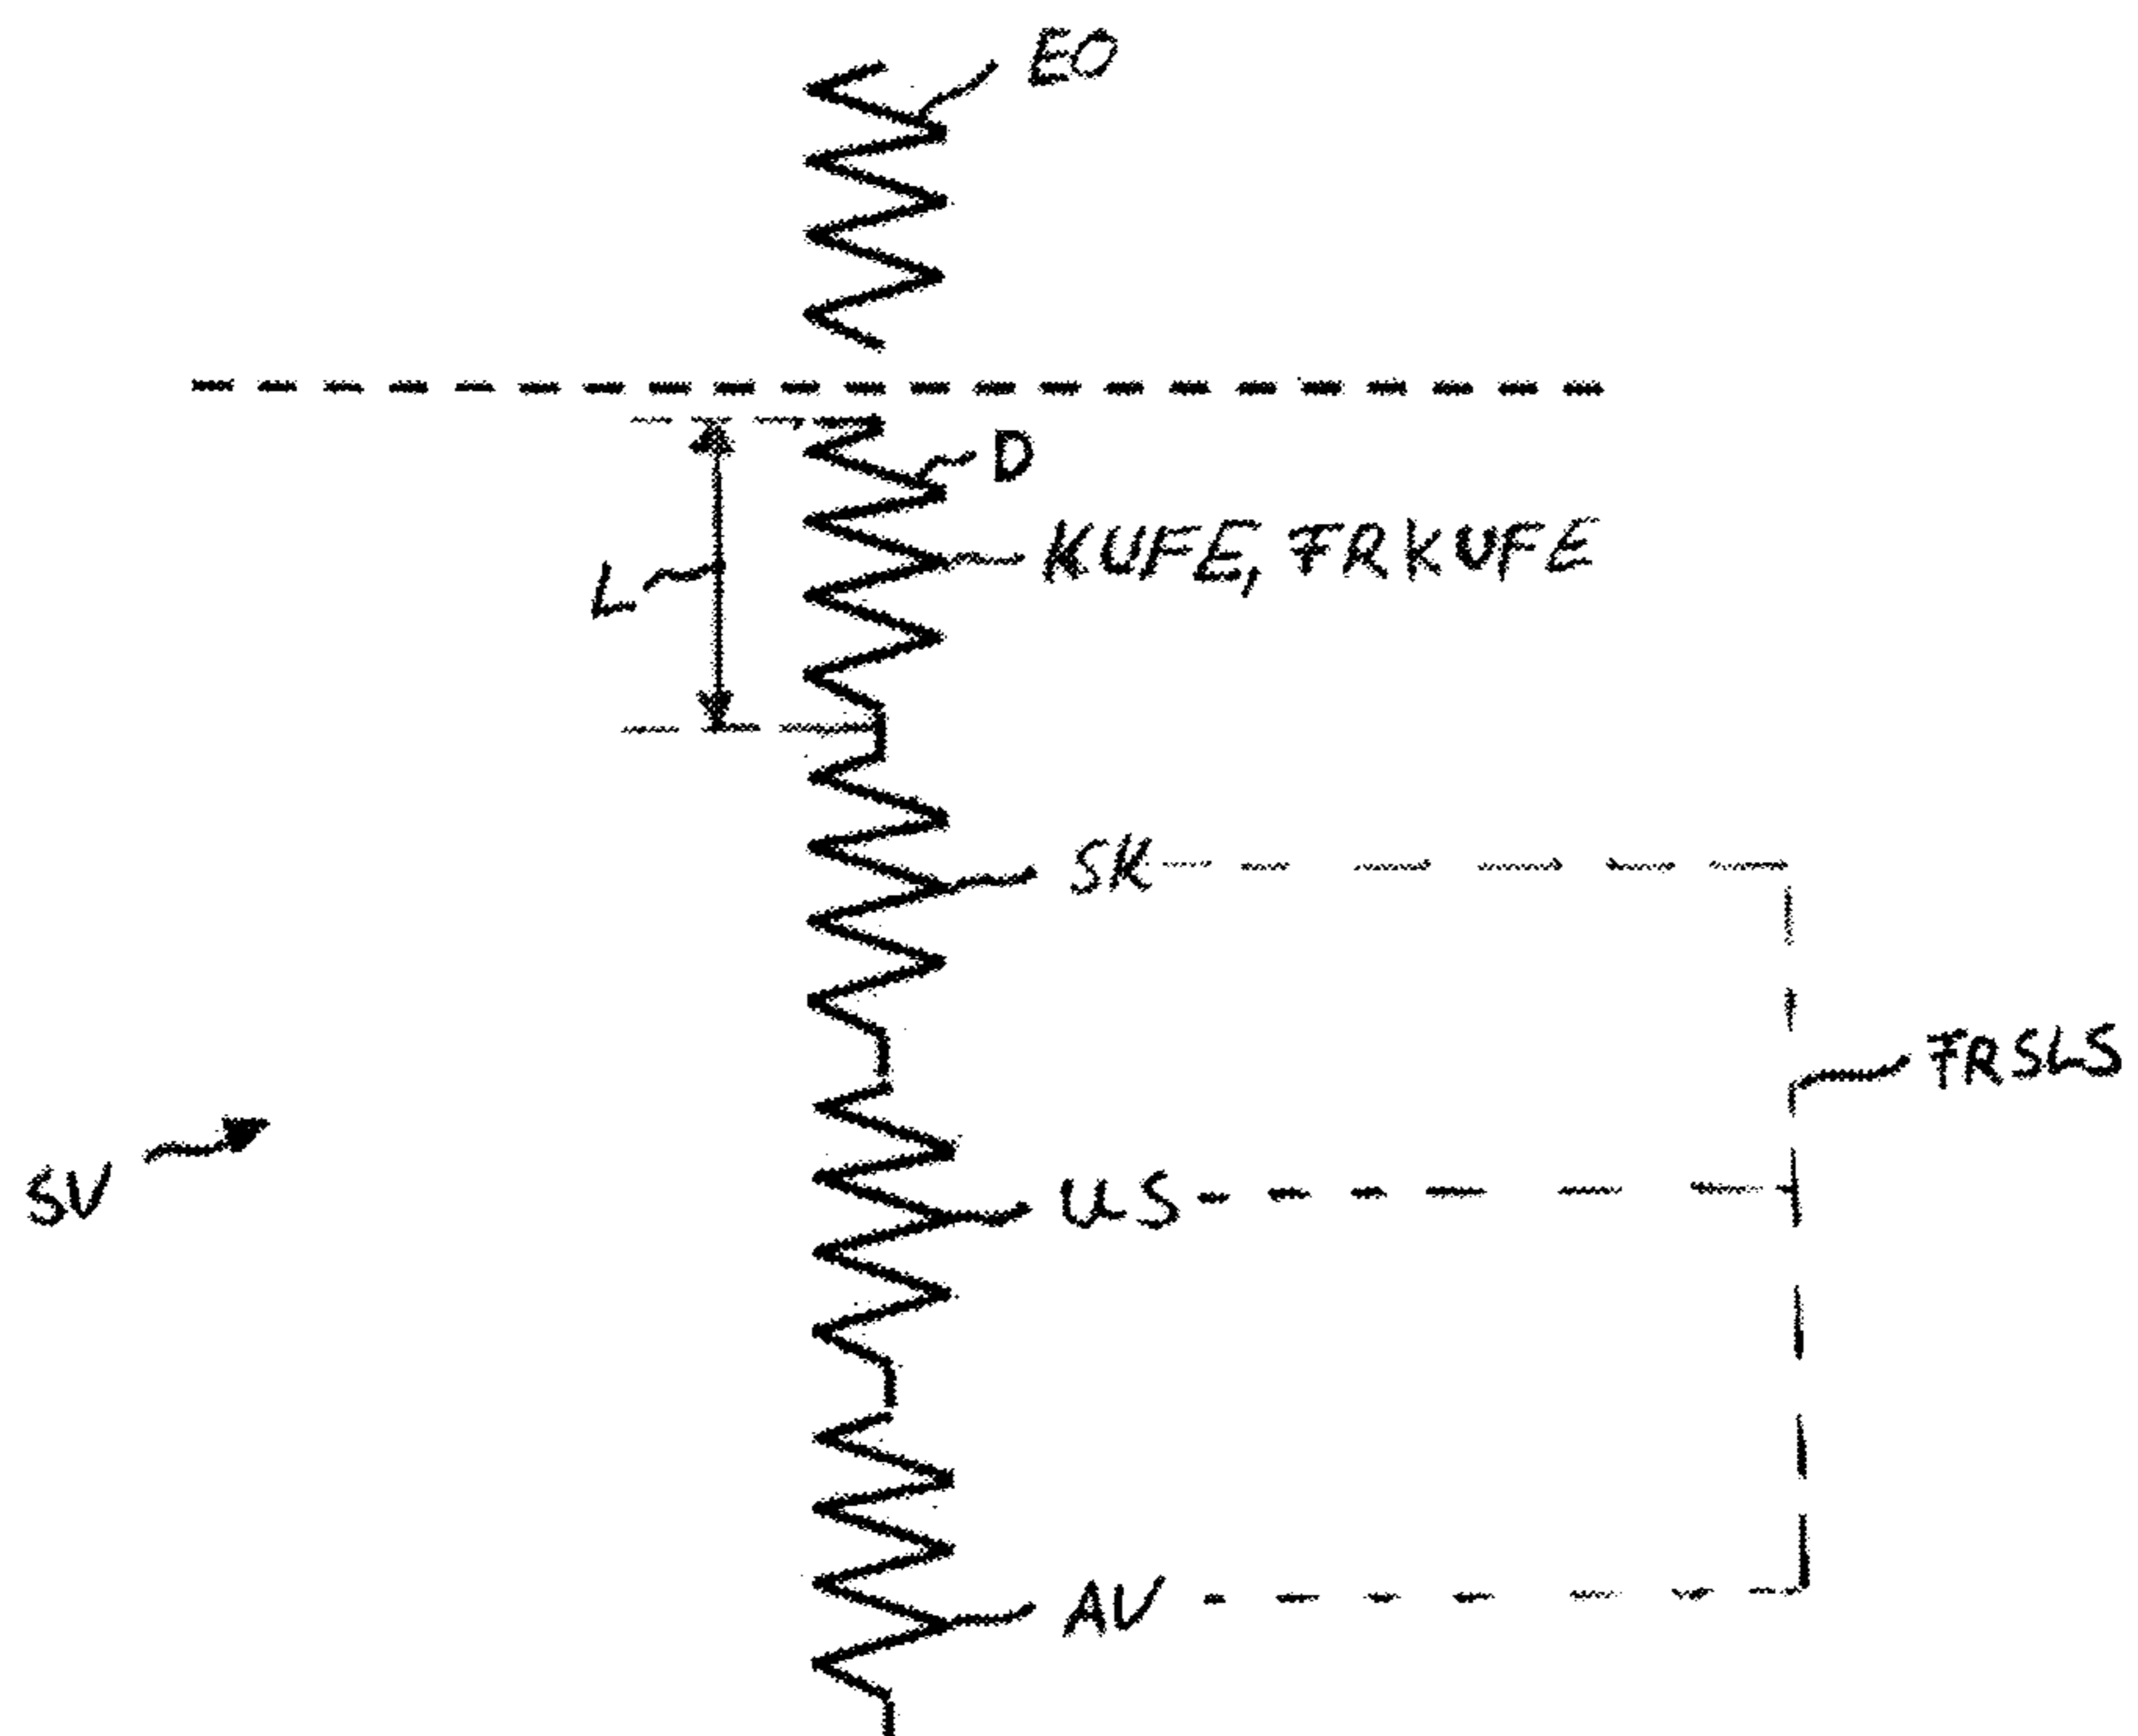 EO
D
KUFE, FRKUFE
L
SK
FRSLS
SV
US
AV